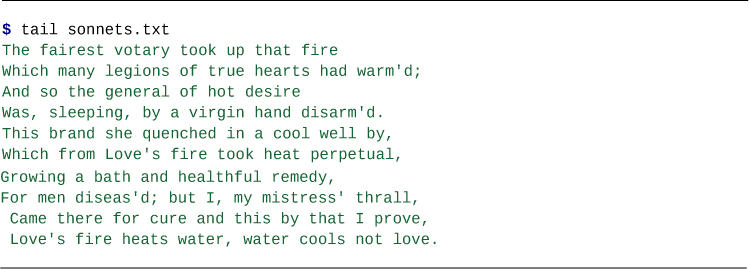 $ tail sonnets.txt
The fairest votary took up that fire
Which many legions of true hearts had warm'd;
And so the general of hot desire
Was, sleeping, by a virgin hand disarm'd.
This brand she quenched in a cool well by,
Which from Love's fire took heat perpetual,
Growing a bath and healthful remedy,
For men diseas'd; but I, my mistress' thrall,
Came there for cure and this by that I prove,
Love's fire heats water, water cools not love.